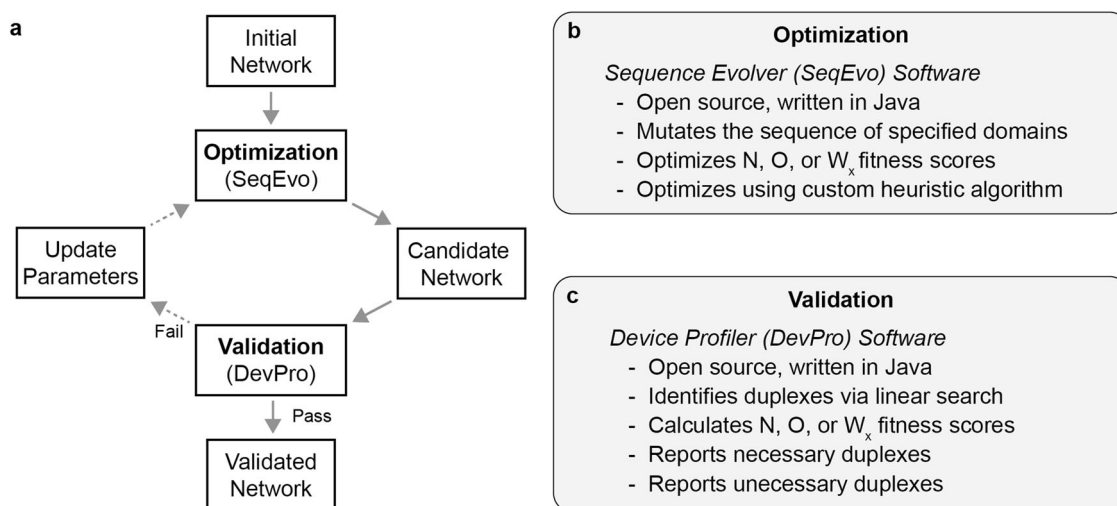 a
Initial
Network
Optimization
(SeqEvo)
Update
Parameters
Candidate
Network
Fail
Validation
(DevPro)
Pass
Validated
Network
b
Optimization
Sequence Evolver (SeqEvo) Software
- Open source, written in Java
- Mutates the sequence of specified domains
- Optimizes N, O, or Wx fitness scores
- Optimizes using custom heuristic algorithm
c
Validation
Device Profiler (DevPro) Software
- Open source, written in Java
- Identifies duplexes via linear search
- Calculates N, O, or Wx fitness scores
- Reports necessary duplexes
- Reports unecessary duplexes